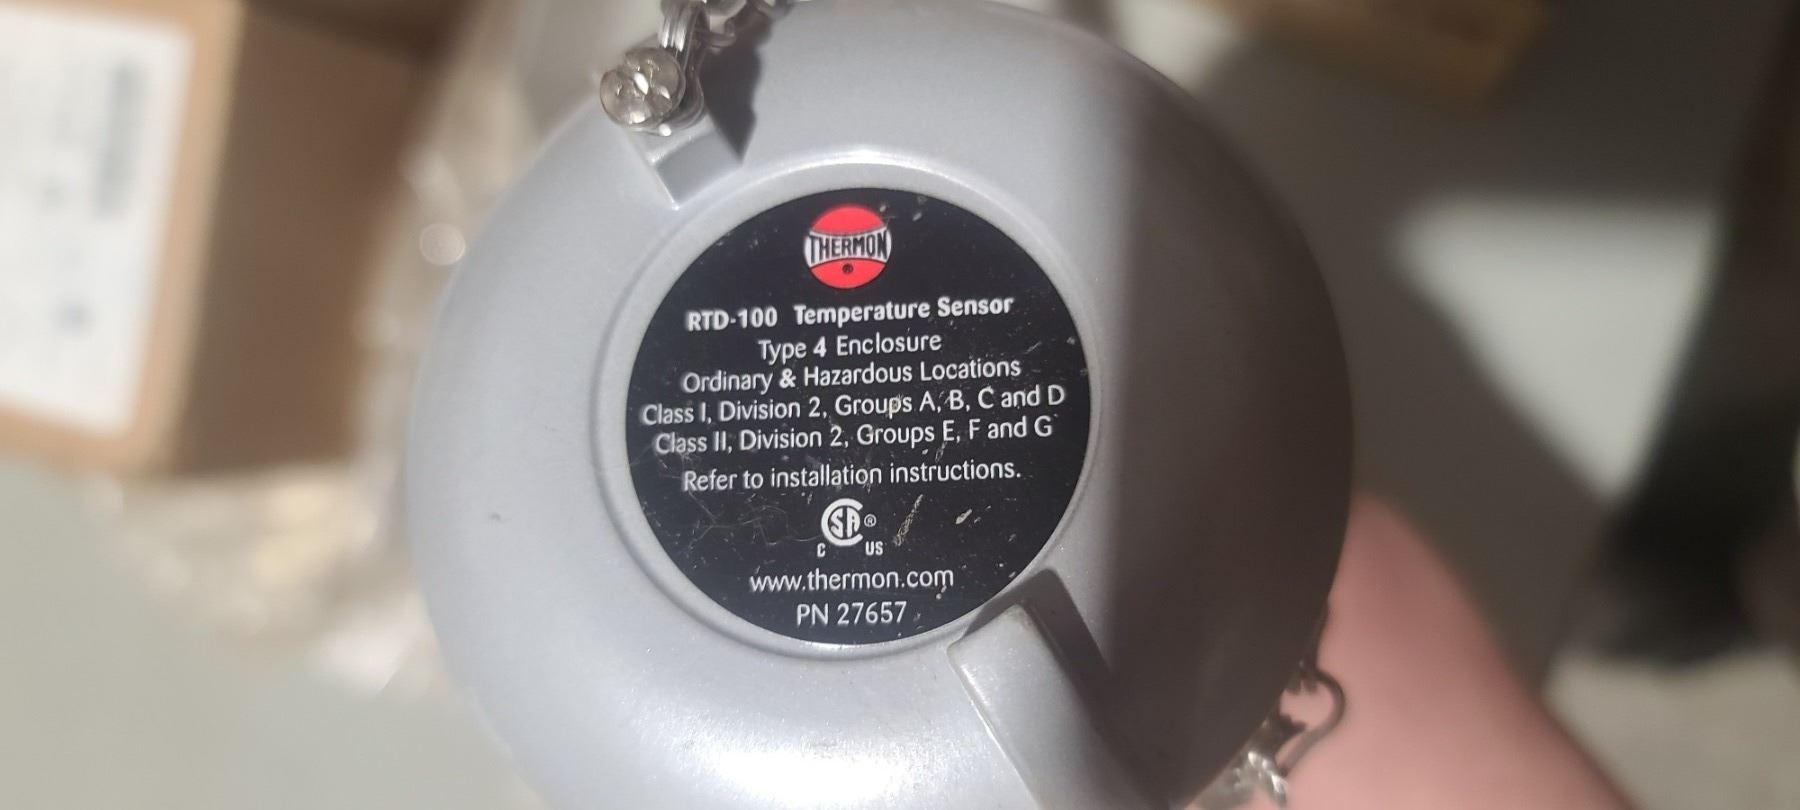 THERMON
RTD-100 Temperature Sensor
Type 4 Enclosure
Ordinary & Hazardous Locations
Class I, Division 2, Groups A, B, C and D
Class II, Division 2, Groups E, F and G
Refer to installation instructions.
SA ®
C US
www.thermon.com
PN 27657